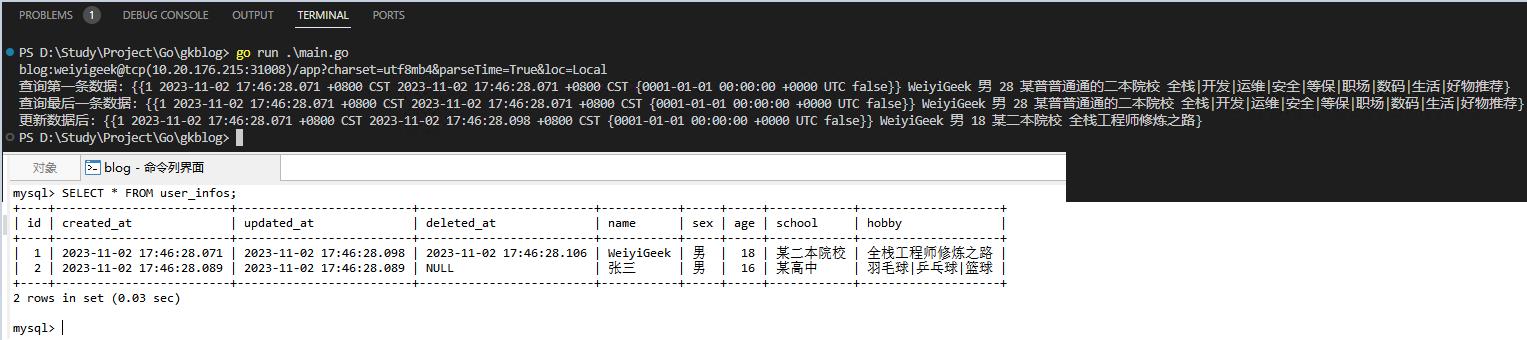 PROBLEMS 1 DEBUG CONSOLE OUTPUT TERMINAL PORTS
PS D:\Study\Project\Go\gkblog> go run .\main.go
blog:weiyigeek@tcp(10.20.176.215:31008)/app?charset=utf8mb4&parseTime=True&loc=Local
查询第一条数据: {{1 2023-11-02 17:46:28.071 +0800 CST 2023-11-02 17:46:28.071 +0800 CST {0001-01-01 00:00:00 +0000 UTC false}} WeiyiGeek 男 28 某普普通通的二本院校 全栈|开发|运维|安全|等保|职场|数码|生活|好物推荐}
查询最后一条数据: {{1 2023-11-02 17:46:28.071 +0800 CST 2023-11-02 17:46:28.071 +0800 CST {0001-01-01 00:00:00 +0000 UTC false}} WeiyiGeek 男 28 某普普通通的二本院校 全栈|开发|运维|安全|等保|职场|数码|生活|好物推荐}
更新数据后: {{1 2023-11-02 17:46:28.071 +0800 CST 2023-11-02 17:46:28.098 +0800 CST {0001-01-01 00:00:00 +0000 UTC false}} WeiyiGeek 男 18 某二本院校 全栈工程师修炼之路}
PS D:\Study\Project\Go\gkblog>
对象 blog - 命令列界面
mysql> SELECT * FROM user_infos;
+----+-------------------------+-------------------------+-------------------------+-----------+-----+-----+------------+--------------------+
| id | created_at | updated_at | deleted_at | name | sex | age | school | hobby |
+----+-------------------------+-------------------------+-------------------------+-----------+-----+-----+------------+--------------------+
| 1 | 2023-11-02 17:46:28.071 | 2023-11-02 17:46:28.098 | 2023-11-02 17:46:28.106 | WeiyiGeek | 男 | 18 | 某二本院校 | 全栈工程师修炼之路 |
| 2 | 2023-11-02 17:46:28.089 | 2023-11-02 17:46:28.089 | NULL | 张三 | 男 | 16 | 某高中 | 羽毛球|乒乓球|篮球 |
+----+-------------------------+-------------------------+-------------------------+-----------+-----+-----+------------+--------------------+
2 rows in set (0.03 sec)
mysql>